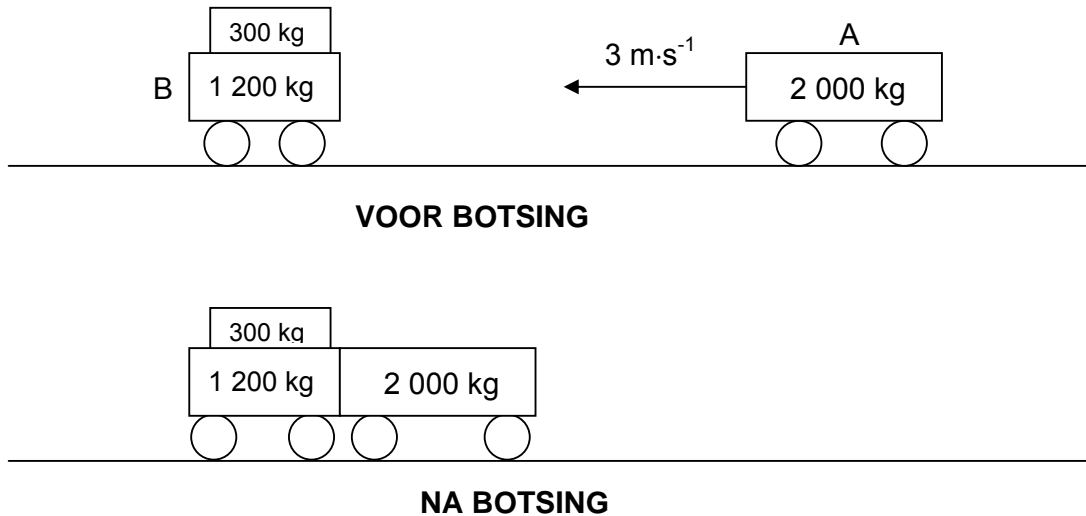 300 kg
B
1 200 kg
3 m·s⁻¹
A
2 000 kg
VOOR BOTSING
300 kg
1 200 kg
2 000 kg
NA BOTSING